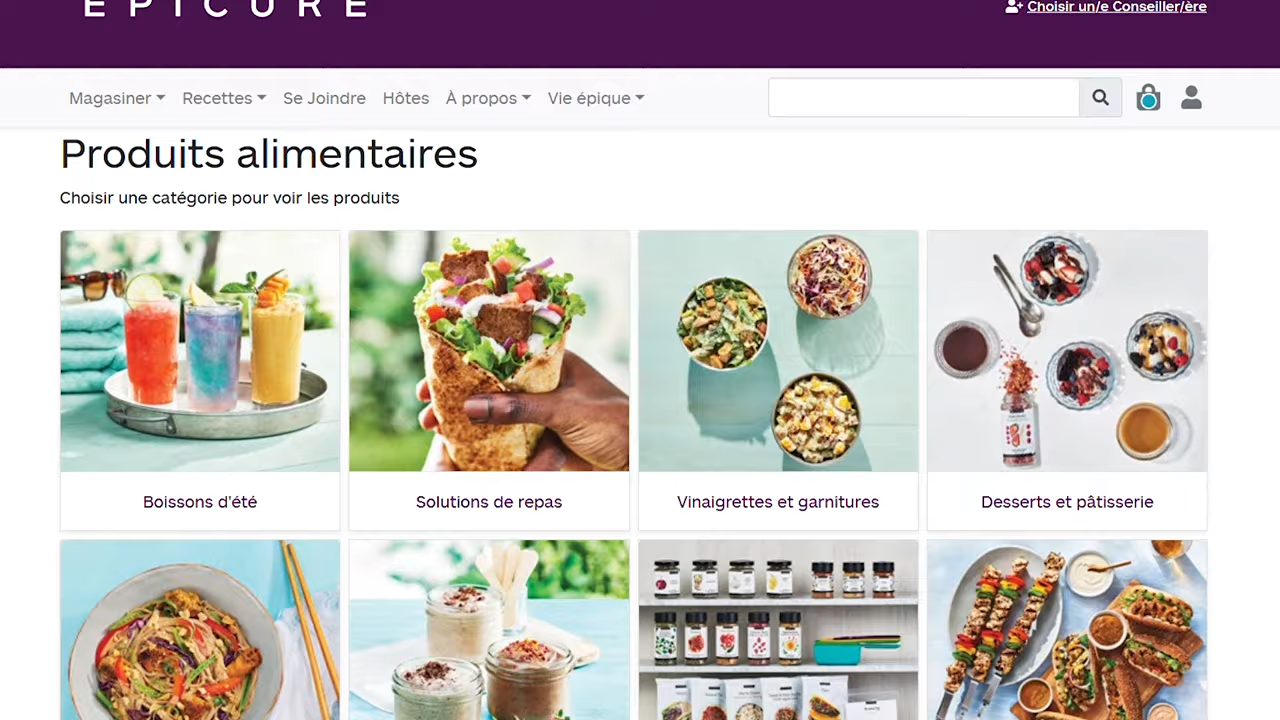 EPICURE
Choisir un/e Conseiller/ère
Magasiner Recettes Se Joindre Hôtes À propos Vie épique
Produits alimentaires
Choisir une catégorie pour voir les produits
Boissons d'été
Solutions de repas
Vinaigrettes et garnitures
Desserts et pâtisserie